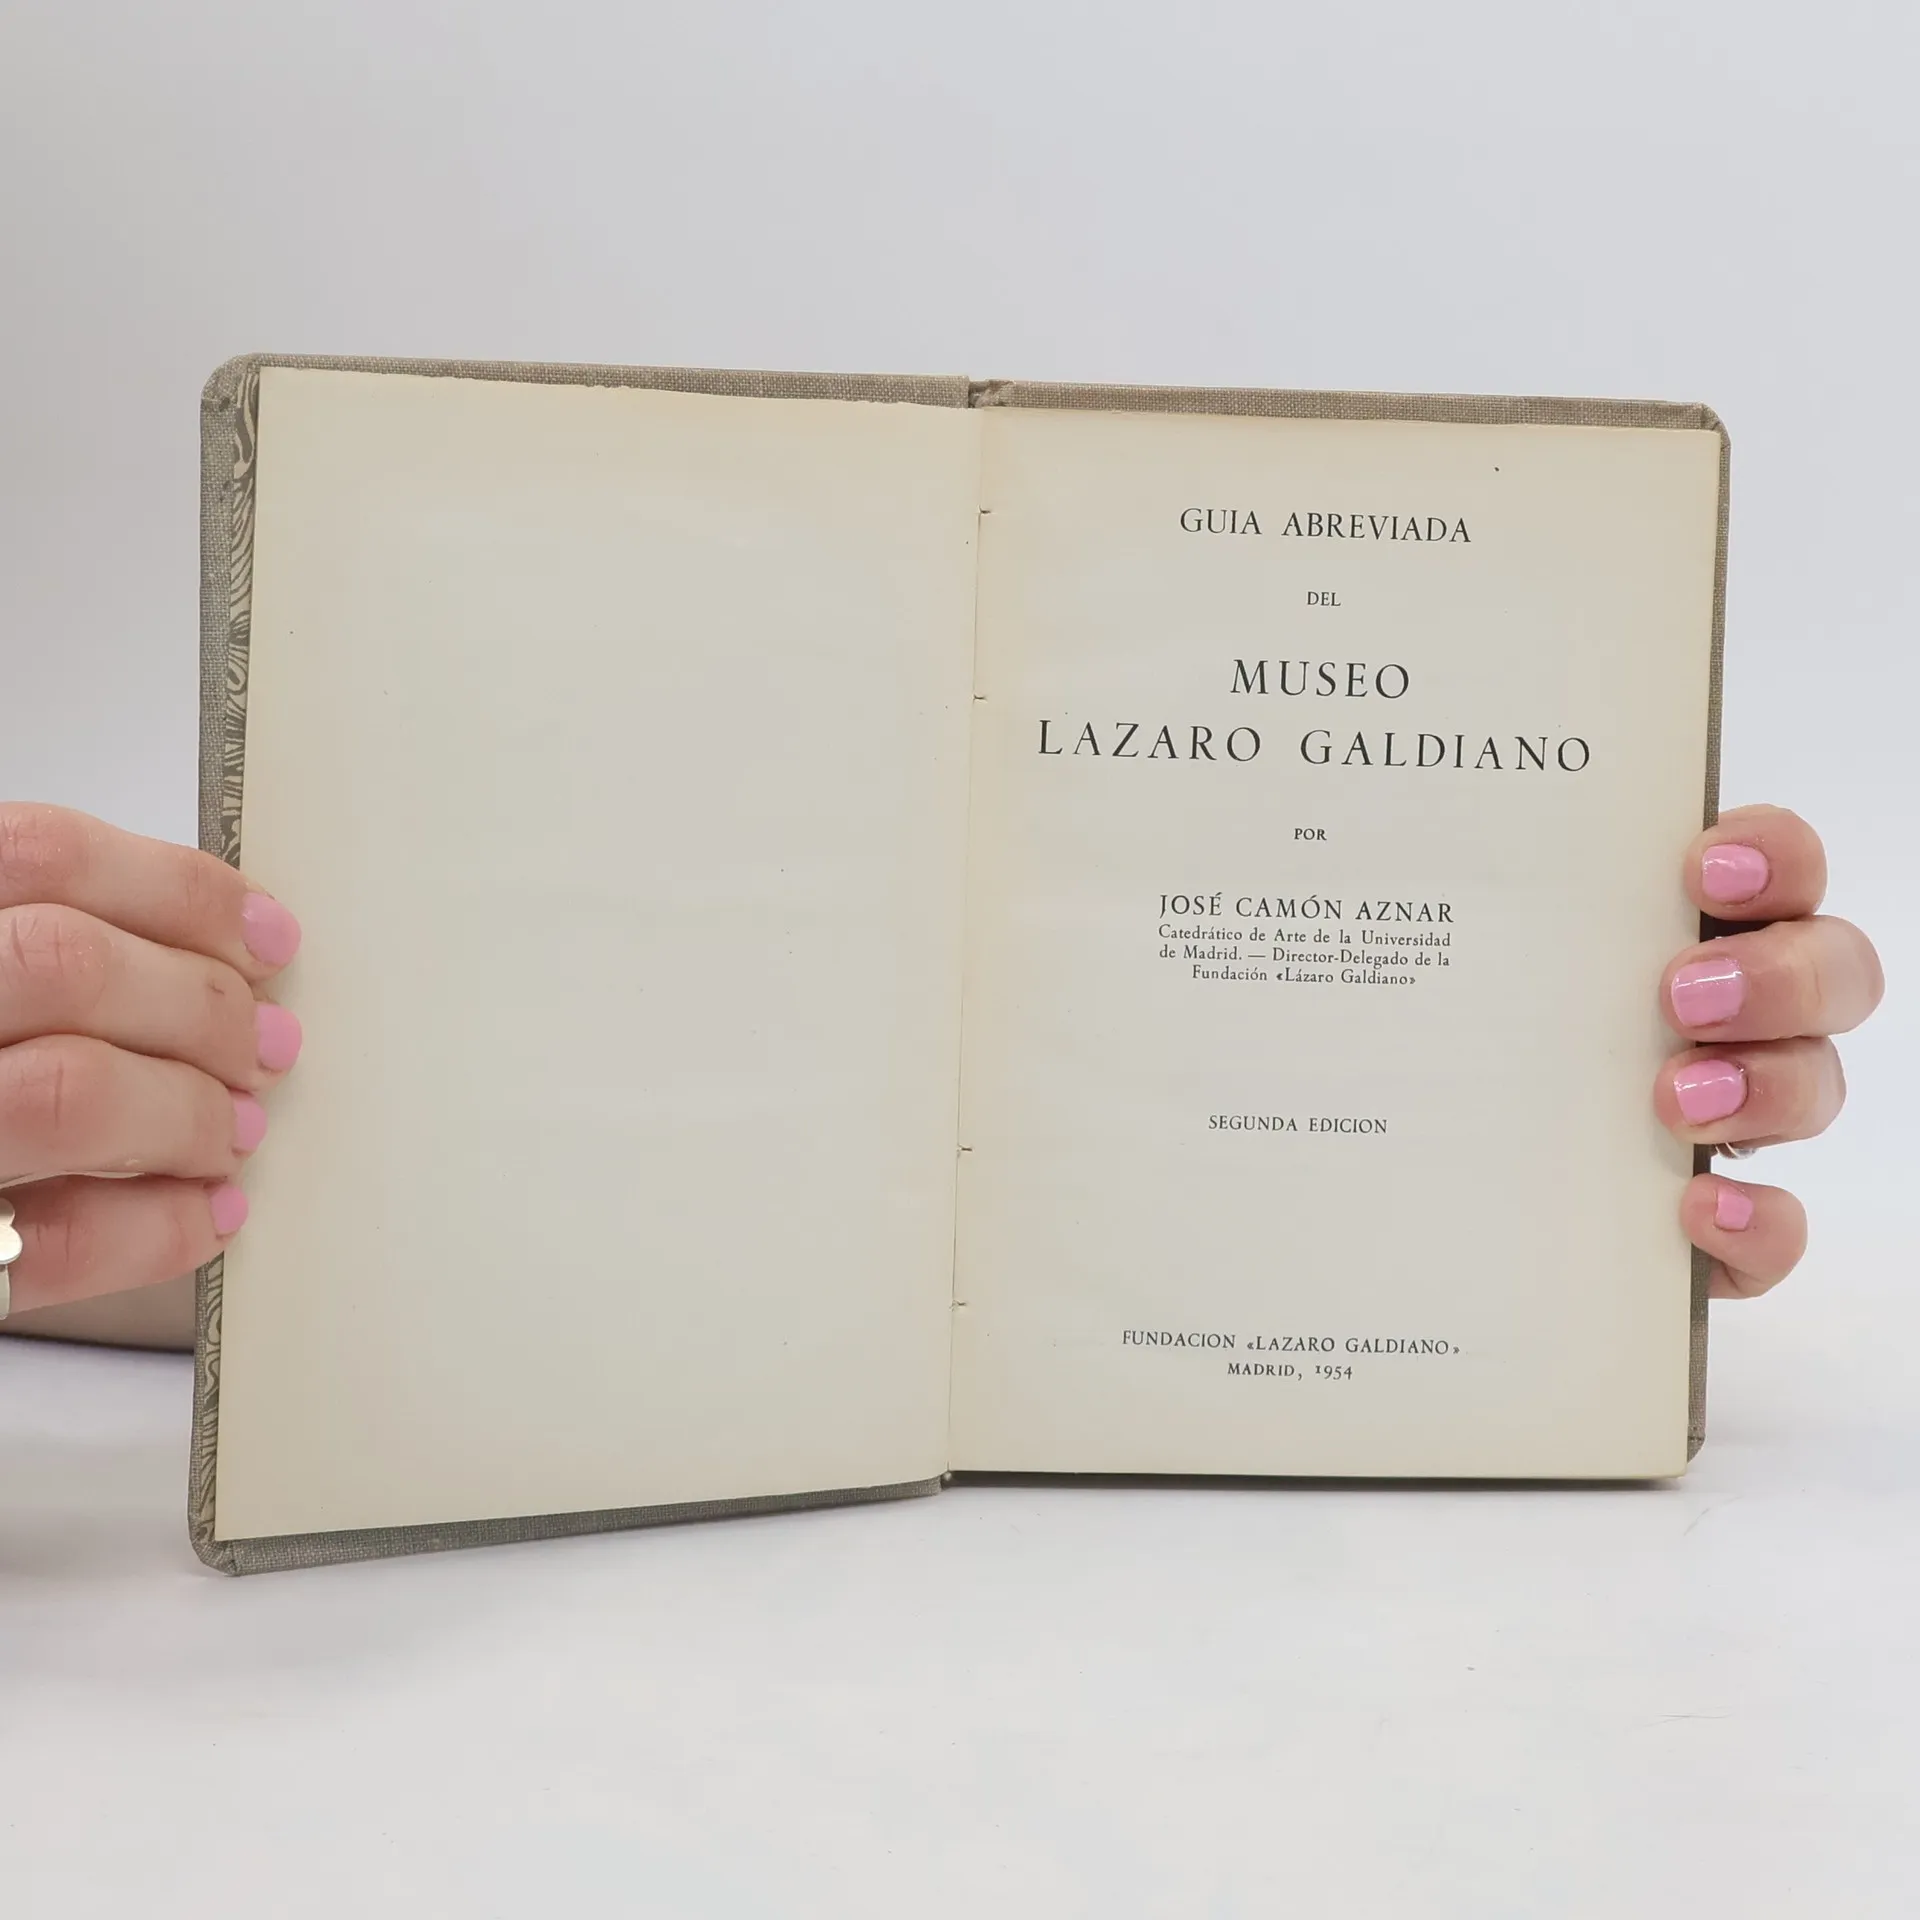 GUIA ABREVIADA
DEL
MUSEO
LAZARO GALDIANO
POR
JOSÉ CAMÓN AZNAR
Catedrático de Arte de la Universidad
de Madrid. — Director-Delegado de la
Fundación «Lázaro Galdiano»
SEGUNDA EDICION
FUNDACION «LAZARO GALDIANO»
MADRID, 1954